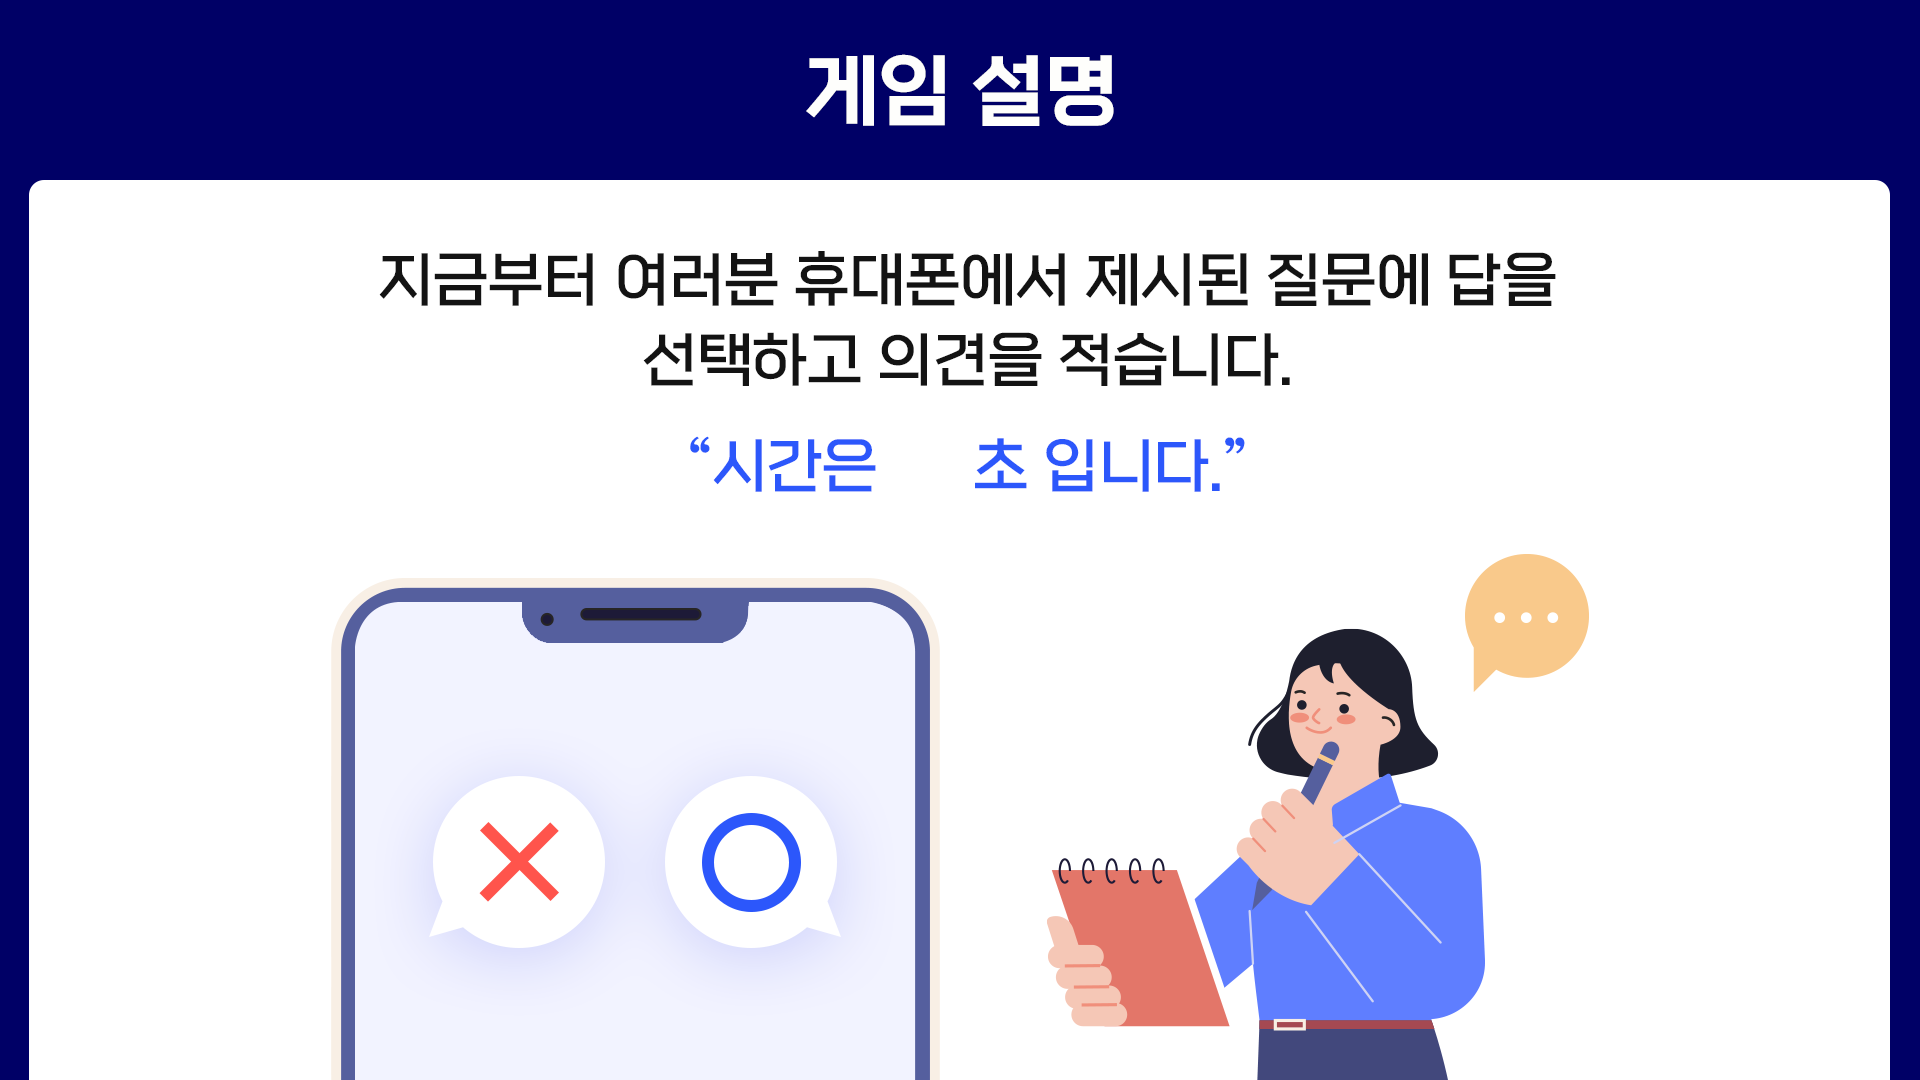 게임 설명
지금부터 여러분 휴대폰에서 제시된 질문에 답을
선택하고 의견을 적습니다.
“시간은 초 입니다.”